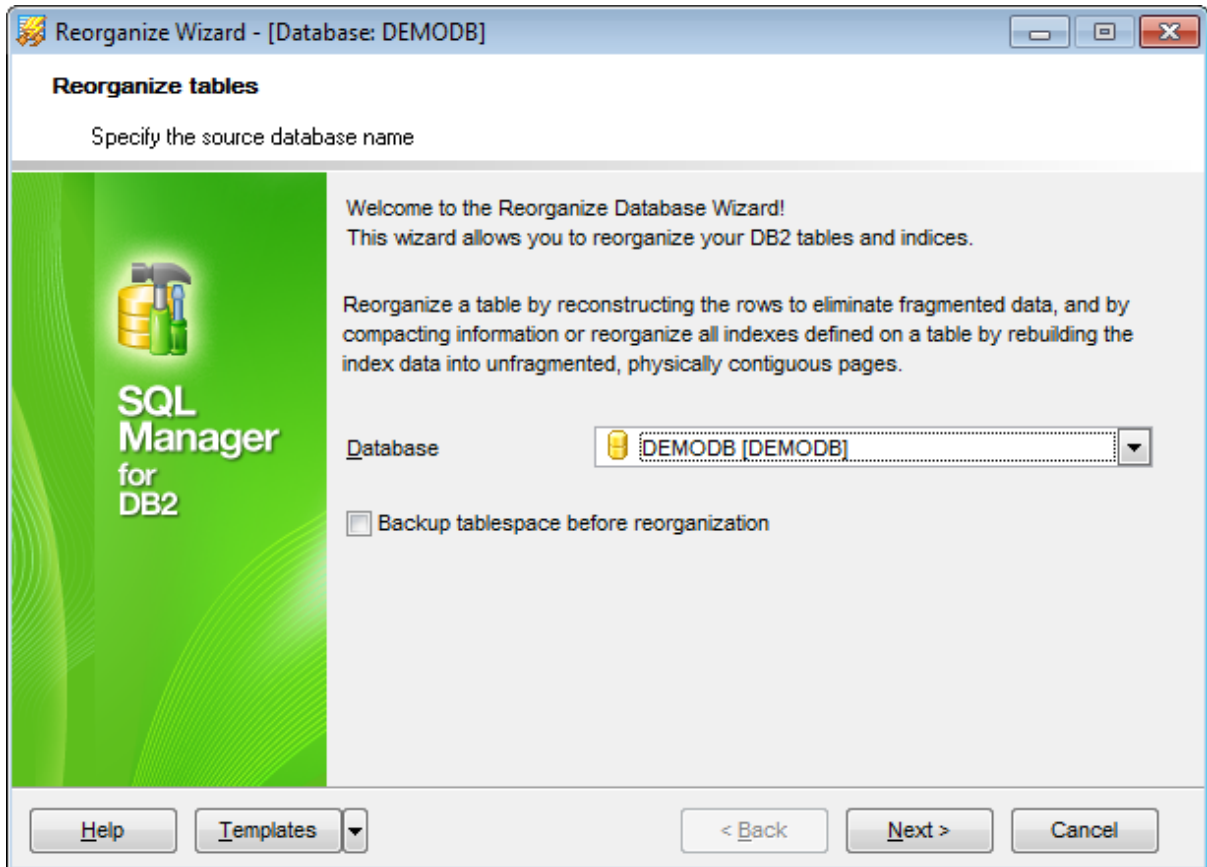 Reorganize Wizard - [Database: DEMODB]
Reorganize tables
Specify the source database name
Welcome to the Reorganize Database Wizard!
This wizard allows you to reorganize your DB2 tables and indices.
Reorganize a table by reconstructing the rows to eliminate fragmented data, and by
compacting information or reorganize all indexes defined on a table by rebuilding the
index data into unfragmented, physically contiguous pages.
SQL
Manager
for
DB2
Database
DEMODB [DEMODB]
Backup tablespace before reorganization
Help
Templates
< Back
Next >
Cancel